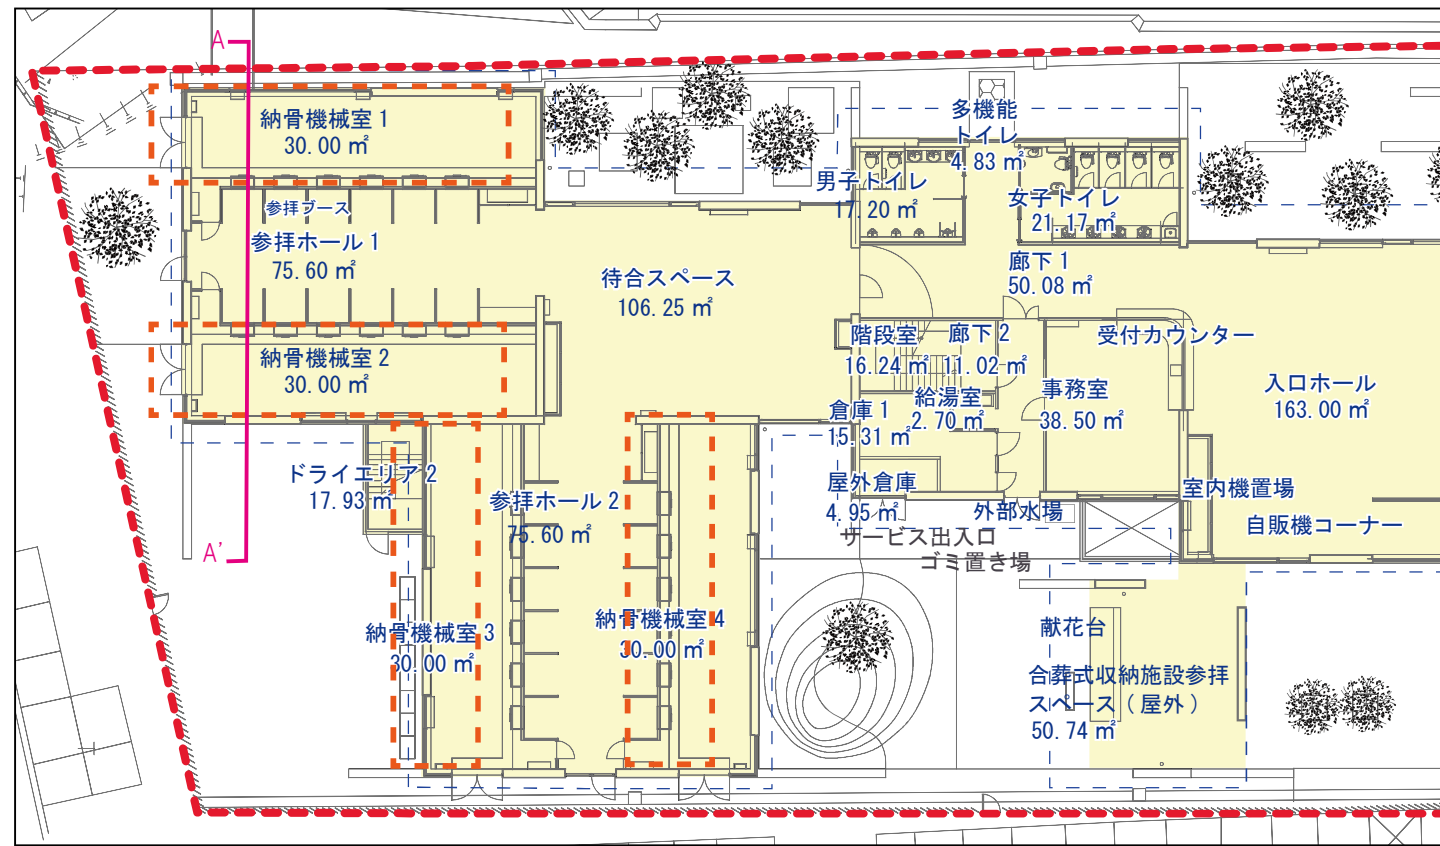 A
納骨機械室 1
30.00 ㎡
参拝ブース
参拝ホール 1
75.60 ㎡
納骨機械室 2
30.00 ㎡
A'
待合スペース
106.25 ㎡
多機能
トイレ
4.83 ㎡
男子トイレ
17.20 ㎡
女子トイレ
21.17 ㎡
廊下 1
50.08 ㎡
階段室
16.24 ㎡
廊下 2
11.02 ㎡
受付カウンター
入口ホール
163.00 ㎡
事務室
38.50 ㎡
給湯室
2.70 ㎡
倉庫 1
15.31 ㎡
屋外倉庫
4.95 ㎡
外部水場
室内機置場
自販機コーナー
サービス出入口
ゴミ置き場
ドライエリア 2
17.93 ㎡
参拝ホール 2
75.60 ㎡
納骨機械室 3
30.00 ㎡
納骨機械室 4
30.00 ㎡
献花台
合葬式収納施設参拝
スペース（屋外）
50.74 ㎡